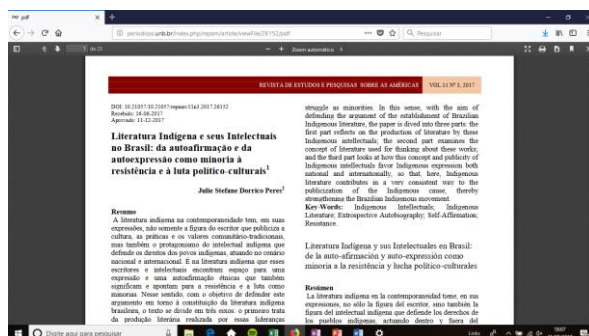 pdf
periodicos.unb.br/index.php/repam/article/viewFile/26152/pdf
Pesquisar
1 de 21
Zoom automático
REVISTA DE ESTUDOS E PESQUISAS SOBRE AS AMÉRICAS VOL. 11 Nº 3, 2017
Recebido: 16-06-2017
Aprovado: 11-12-2017
Literatura Indígena e seus Intelectuais
no Brasil: da autoafirmação e da
autoexpressão como minoria à
resistência e à luta político-culturais¹
Julie Stefane Dorrico Peres²
Resumo
A literatura indígena na contemporaneidade tem, em suas
expressões, não somente a figura do escritor que publiciza a
cultura, as práticas e os valores comunitário-tradicionais,
mas também o protagonismo do intelectual indígena que
defende os direitos dos povos indígenas, atuando no cenário
nacional e internacional. É na literatura indígena que esses
escritores e intelectuais encontram espaço para uma
expressão e uma autoafirmação étnicas que também
significam e apontam para a resistência e a luta como
minorias. Nesse sentido, com o objetivo de defender este
argumento em torno à constituição da literatura indígena
brasileira, o texto se divide em três eixos: o primeiro trata
da produção literária realizada por essas lideranças
struggle as minorities. In this sense, with the aim of
defending the argument of the establishment of Brazilian
Indigenous literature, the paper is dived into three parts: the
first part reflects on the production of literature by these
Indigenous intellectuals; the second part examines the
concept of literature used for thinking about these works;
and the third part looks at how this concept and publicity of
Indigenous intellectuals favor Indigenous expression both
national and internationally, so that, here, Indigenous
literature contributes in a very consistent way to the
publicization of the Indigenous cause, thereby
strengthening the Brazilian Indigenous movement.
Key-Words: Indigenous Intellectuals; Indigenous
Literature; Extrospective Autobiography; Self-Affirmation;
Resistance.
Literatura Indígena y sus Intelectuales en Brasil:
de la auto-afirmación y auto-expresión como
minoría a la resistencia y lucha político-culturales
Resúmen
La literatura indígena en la contemporaneidad tiene, en sus
expresiones, no sólo la figura del escritor, sino también el
protagonismo del intelectual indígena que defiende los derechos de
los pueblos indígenas, actuando dentro y fuera del
Digite aqui para pesquisar
Links